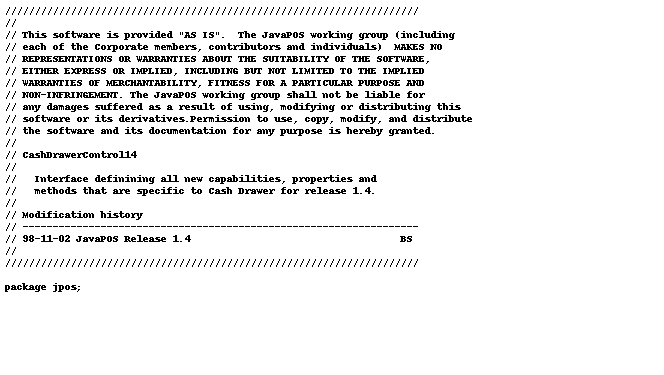 //////////////////////////////////////////////////////////////////////
//
// This software is provided "AS IS".  The JavaPOS working group (including
// each of the Corporate members, contributors and individuals)  MAKES NO
// REPRESENTATIONS OR WARRANTIES ABOUT THE SUITABILITY OF THE SOFTWARE,
// EITHER EXPRESS OR IMPLIED, INCLUDING BUT NOT LIMITED TO THE IMPLIED
// WARRANTIES OF MERCHANTABILITY, FITNESS FOR A PARTICULAR PURPOSE AND
// NON-INFRINGEMENT. The JavaPOS working group shall not be liable for
// any damages suffered as a result of using, modifying or distributing this
// software or its derivatives.Permission to use, copy, modify, and distribute
// the software and its documentation for any purpose is hereby granted.
//
// CashDrawerControl14
//
//   Interface definining all new capabilities, properties and
//   methods that are specific to Cash Drawer for release 1.4.
//
// Modification history
// ------------------------------------------------------------------
// 98-11-02 JavaPOS Release 1.4                                   BS
//
//////////////////////////////////////////////////////////////////////
package jpos;